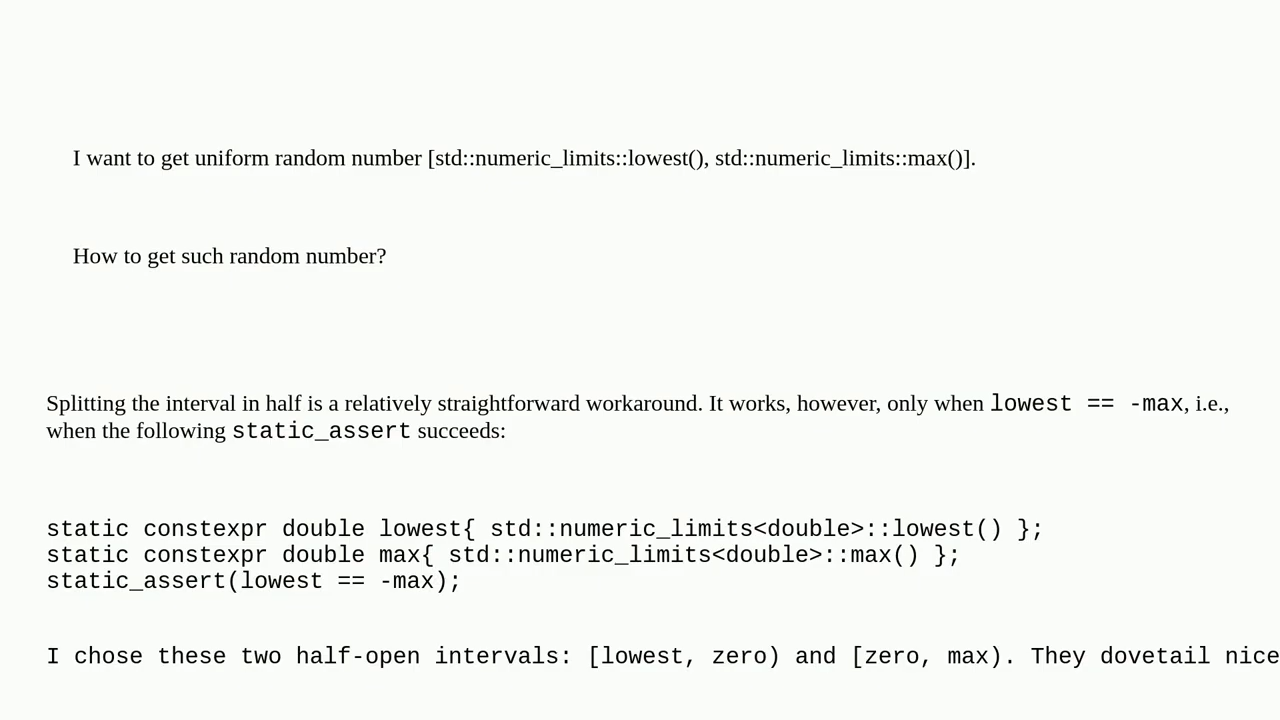 I want to get uniform random number [std::numeric_limits::lowest(), std::numeric_limits::max()].
How to get such random number?
Splitting the interval in half is a relatively straightforward workaround. It works, however, only when lowest == -max, i.e.,
when the following static_assert succeeds:
static constexpr double lowest{ std::numeric_limits<double>::lowest() };
static constexpr double max{ std::numeric_limits<double>::max() };
static_assert(lowest == -max);
I chose these two half-open intervals: [lowest, zero) and [zero, max). They dovetail nice